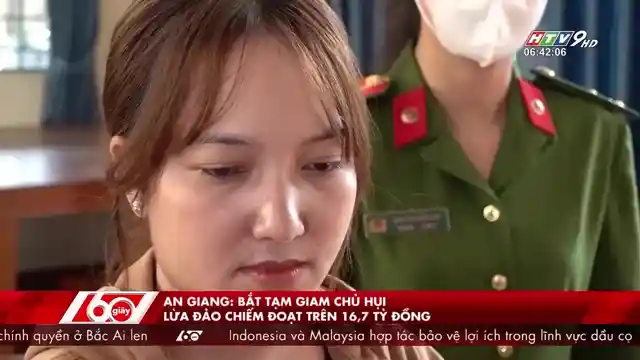 HTV9 HD
06:42:06
60 giây
AN GIANG: BẮT TẠM GIAM CHỦ HỤI
LỪA ĐẢO CHIẾM ĐOẠT TRÊN 16,7 TỶ ĐỒNG
chính quyền ở Bắc Ai len
Indonesia và Malaysia hợp tác bảo vệ lợi ích trong lĩnh vực dầu cọ